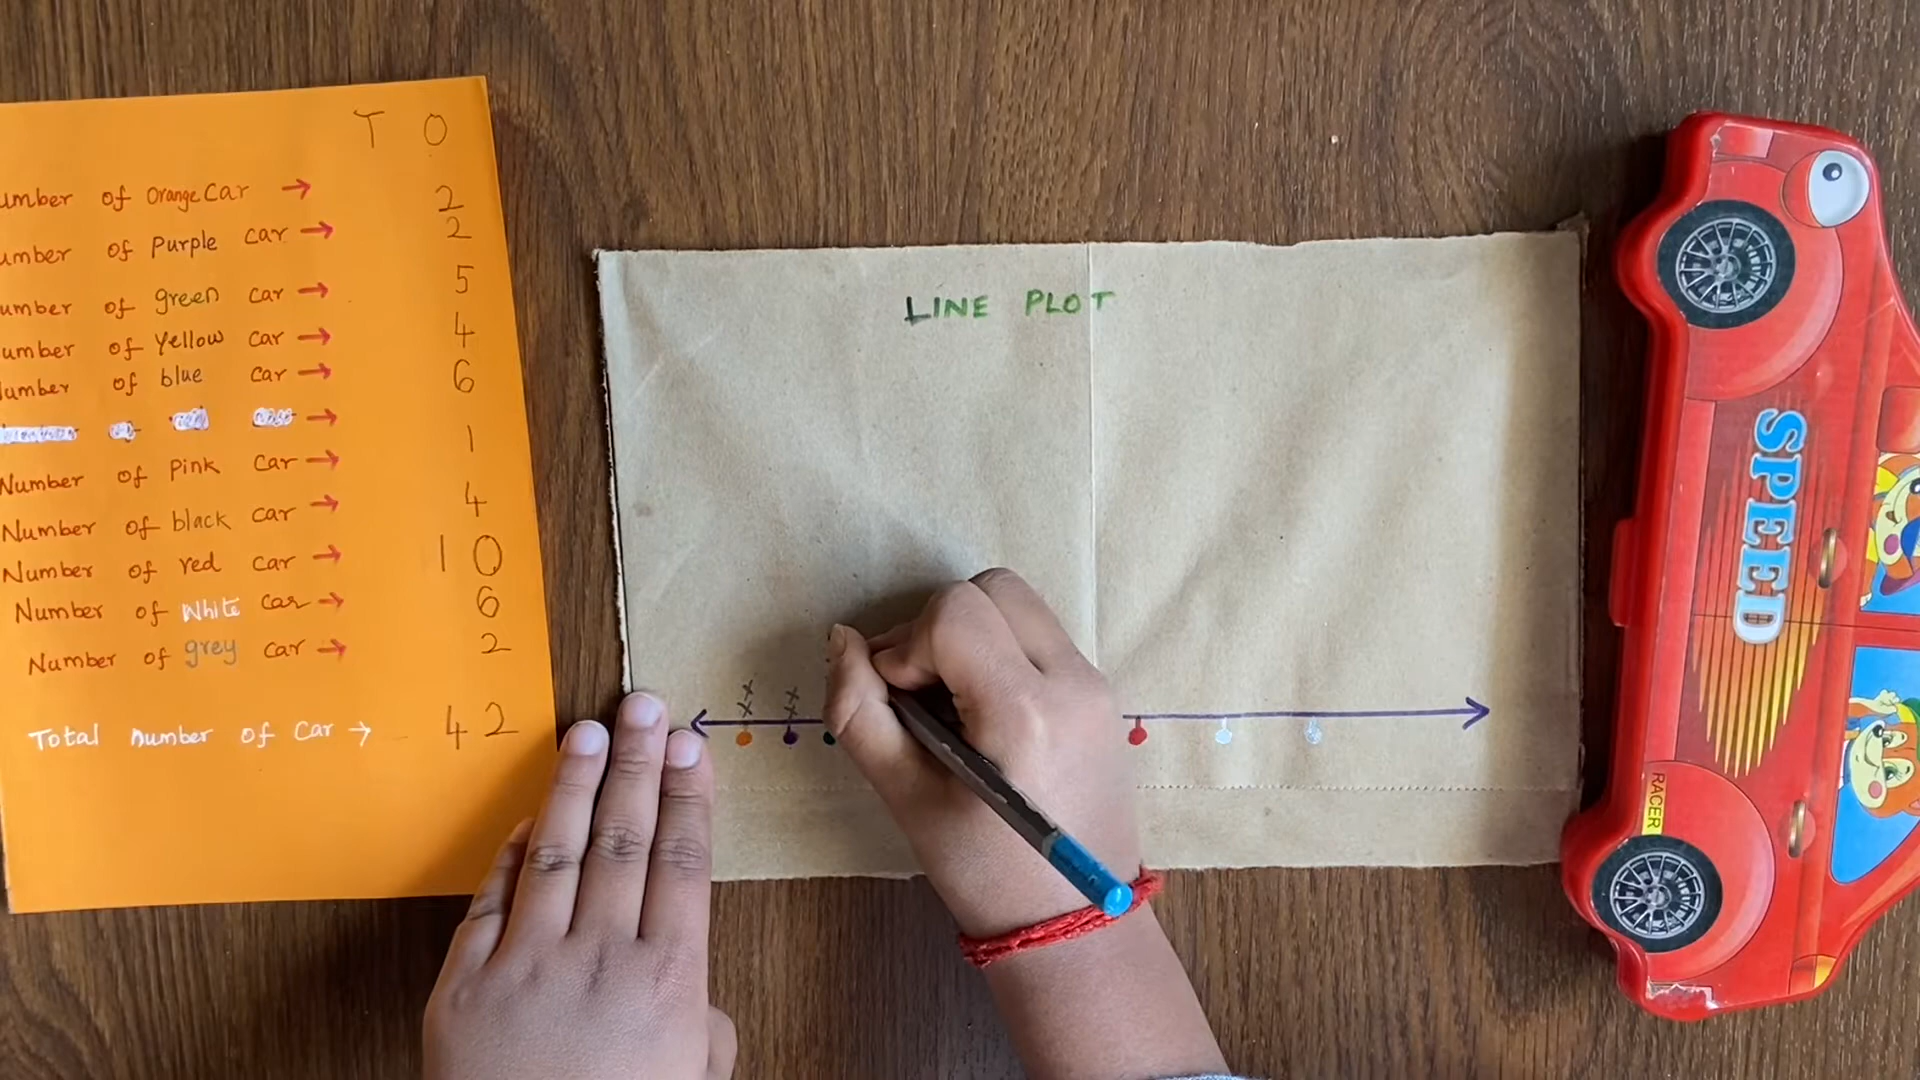 T O
umber of Orange Car → 2
umber of Purple car → 2
umber of green car → 5
umber of Yellow car → 4
umber of blue car → 6
→ 1
Number of Pink car →
Number of black car → 4
Number of red car → 10
Number of White car → 6
Number of grey car → 2
Total number of car → 42
LINE PLOT
SPEED
RACER